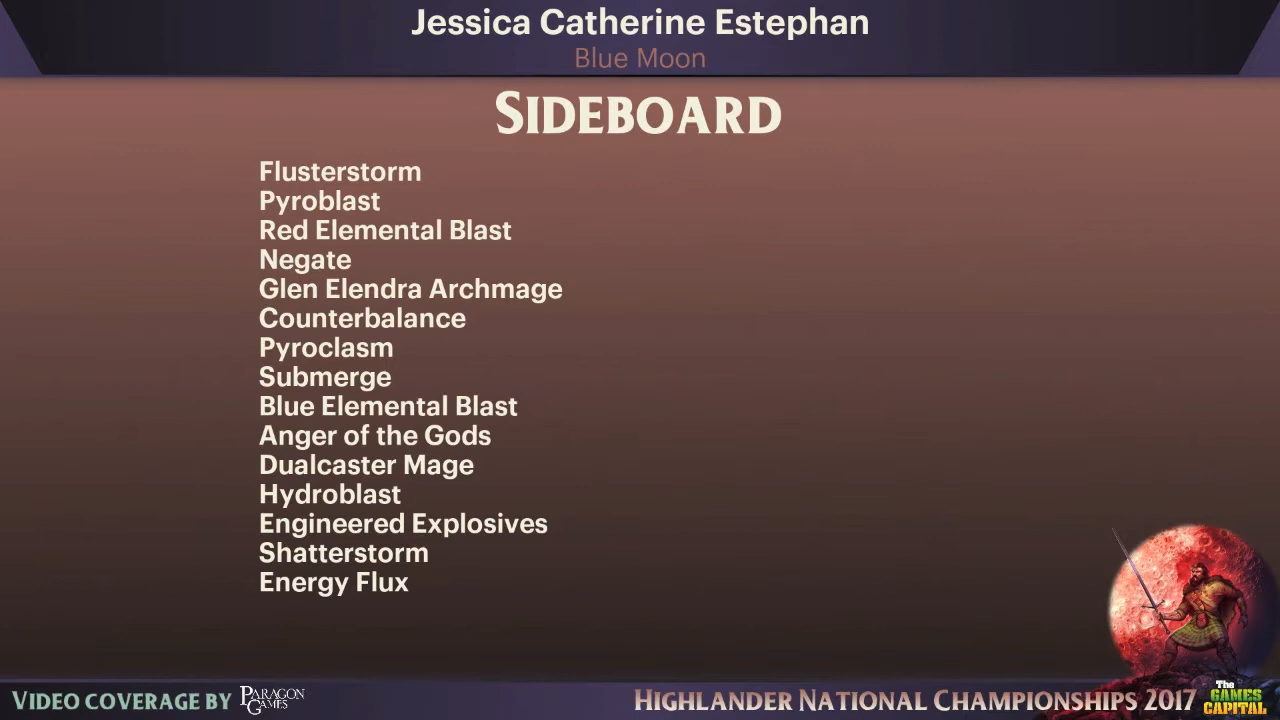 Jessica Catherine Estephan
Blue Moon
Sideboard
Flusterstorm
Pyroblast
Red Elemental Blast
Negate
Glen Elendra Archmage
Counterbalance
Pyroclasm
Submerge
Blue Elemental Blast
Anger of the Gods
Dualcaster Mage
Hydroblast
Engineered Explosives
Shatterstorm
Energy Flux
Video coverage by Paragon Games
Highlander National Championships 2017
The Games Capital